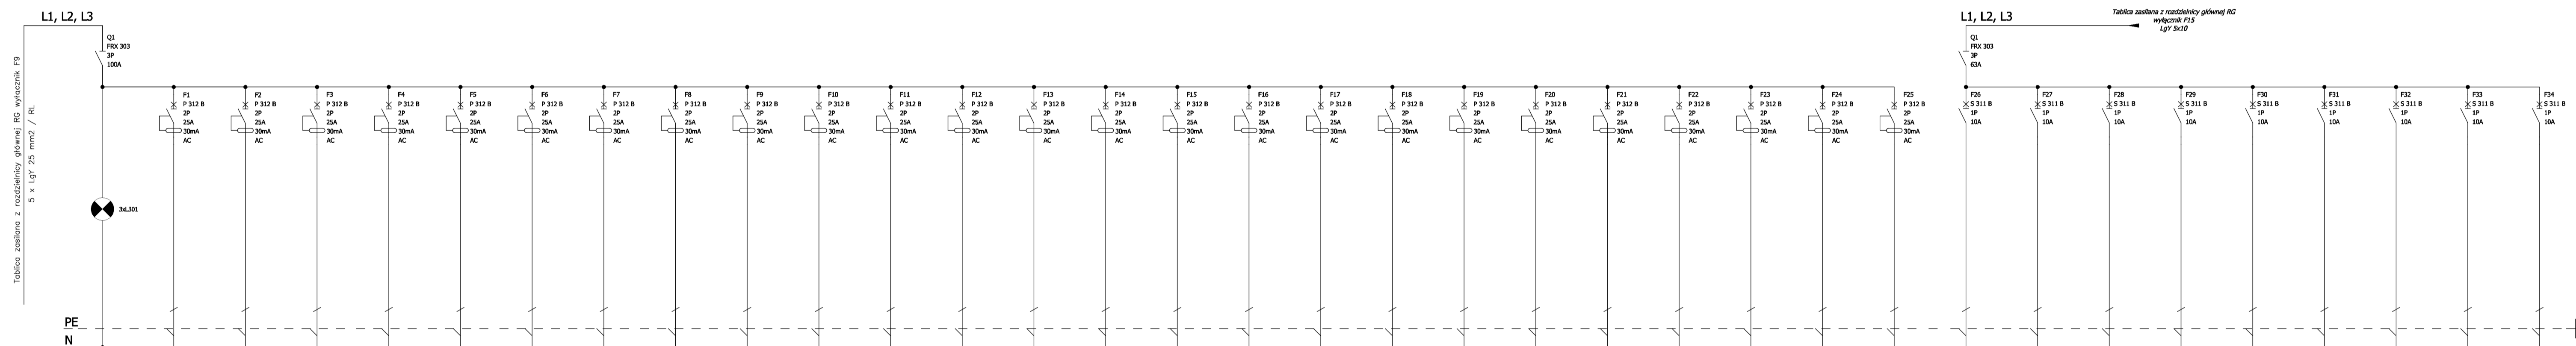 L1, L2, L3
Q1
FRX 303
3P
100A
Tablica zasilana z rozdzielnicy głównej RG wyłącznik F9
5 x LgY 25 mm2 / RL
3xL301
F1
P 312 B
2P
25A
30mA
AC
F2
P 312 B
2P
25A
30mA
AC
F3
P 312 B
2P
25A
30mA
AC
F4
P 312 B
2P
25A
30mA
AC
F5
P 312 B
2P
25A
30mA
AC
F6
P 312 B
2P
25A
30mA
AC
F7
P 312 B
2P
25A
30mA
AC
F8
P 312 B
2P
25A
30mA
AC
F9
P 312 B
2P
25A
30mA
AC
F10
P 312 B
2P
25A
30mA
AC
F11
P 312 B
2P
25A
30mA
AC
F12
P 312 B
2P
25A
30mA
AC
F13
P 312 B
2P
25A
30mA
AC
F14
P 312 B
2P
25A
30mA
AC
F15
P 312 B
2P
25A
30mA
AC
F16
P 312 B
2P
25A
30mA
AC
F17
P 312 B
2P
25A
30mA
AC
F18
P 312 B
2P
25A
30mA
AC
F19
P 312 B
2P
25A
30mA
AC
F20
P 312 B
2P
25A
30mA
AC
F21
P 312 B
2P
25A
30mA
AC
F22
P 312 B
2P
25A
30mA
AC
F23
P 312 B
2P
25A
30mA
AC
F24
P 312 B
2P
25A
30mA
AC
F25
P 312 B
2P
25A
30mA
AC
L1, L2, L3
Tablica zasilana z rozdzielnicy głównej RG
wyłącznik F15
LgY 5x10
Q1
FRX 303
3P
63A
F26
S 311 B
1P
10A
F27
S 311 B
1P
10A
F28
S 311 B
1P
10A
F29
S 311 B
1P
10A
F30
S 311 B
1P
10A
F31
S 311 B
1P
10A
F32
S 311 B
1P
10A
F33
S 311 B
1P
10A
F34
S 311 B
1P
10A
PE
N